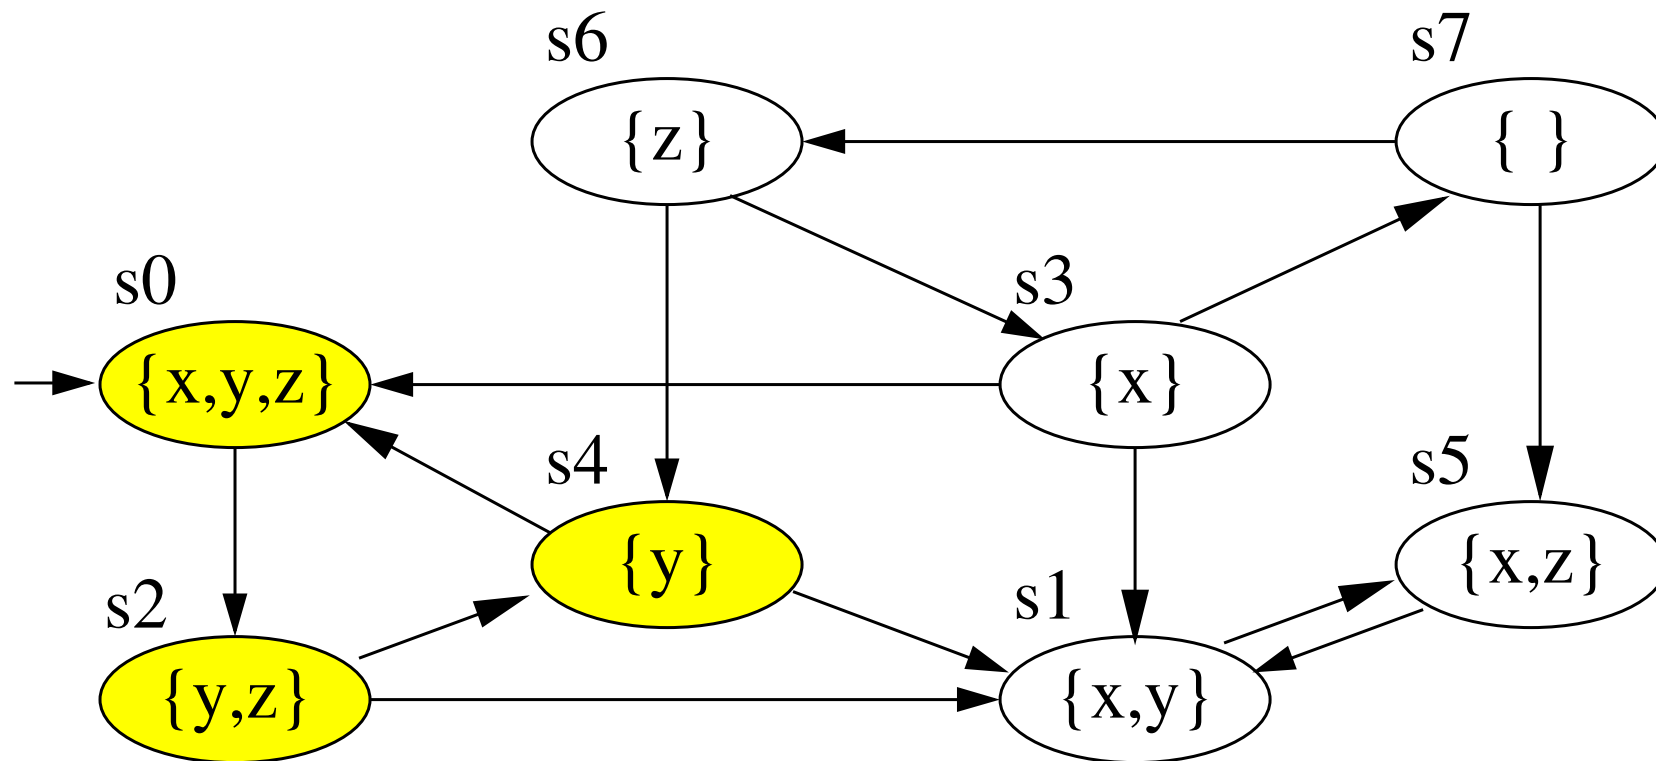 s6
s7
{z}
{ }
s0
s3
{x,y,z}
{x}
s4
s5
{y}
{x,z}
s2
s1
{y,z}
{x,y}